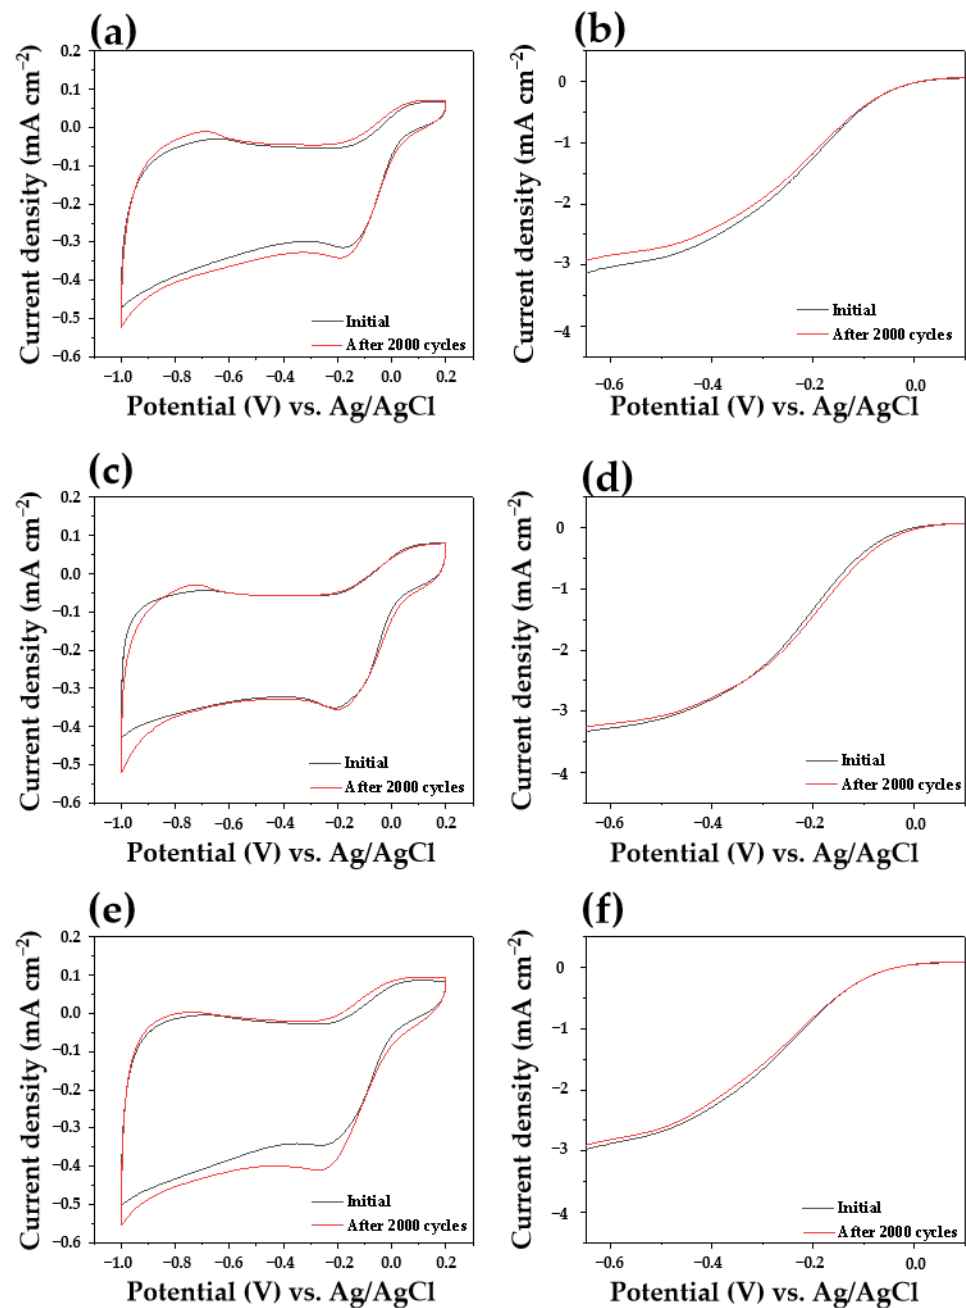 (a)
Current density (mA cm⁻²)
0.2
0.1
0.0
−0.1
−0.2
−0.3
−0.4
−0.5
−0.6
Initial
After 2000 cycles
−1.0 −0.8 −0.6 −0.4 −0.2 0.0 0.2
Potential (V) vs. Ag/AgCl
(b)
Current density (mA cm⁻²)
0
−1
−2
−3
−4
Initial
After 2000 cycles
−0.6 −0.4 −0.2 0.0
Potential (V) vs. Ag/AgCl
(c)
Current density (mA cm⁻²)
0.2
0.1
0.0
−0.1
−0.2
−0.3
−0.4
−0.5
−0.6
Initial
After 2000 cycles
−1.0 −0.8 −0.6 −0.4 −0.2 0.0 0.2
Potential (V) vs. Ag/AgCl
(d)
Current density (mA cm⁻²)
0
−1
−2
−3
−4
Initial
After 2000 cycles
−0.6 −0.4 −0.2 0.0
Potential (V) vs. Ag/AgCl
(e)
Current density (mA cm⁻²)
0.2
0.1
0.0
−0.1
−0.2
−0.3
−0.4
−0.5
−0.6
Initial
After 2000 cycles
−1.0 −0.8 −0.6 −0.4 −0.2 0.0 0.2
Potential (V) vs. Ag/AgCl
(f)
Current density (mA cm⁻²)
0
−1
−2
−3
−4
Initial
After 2000 cycles
−0.6 −0.4 −0.2 0.0
Potential (V) vs. Ag/AgCl